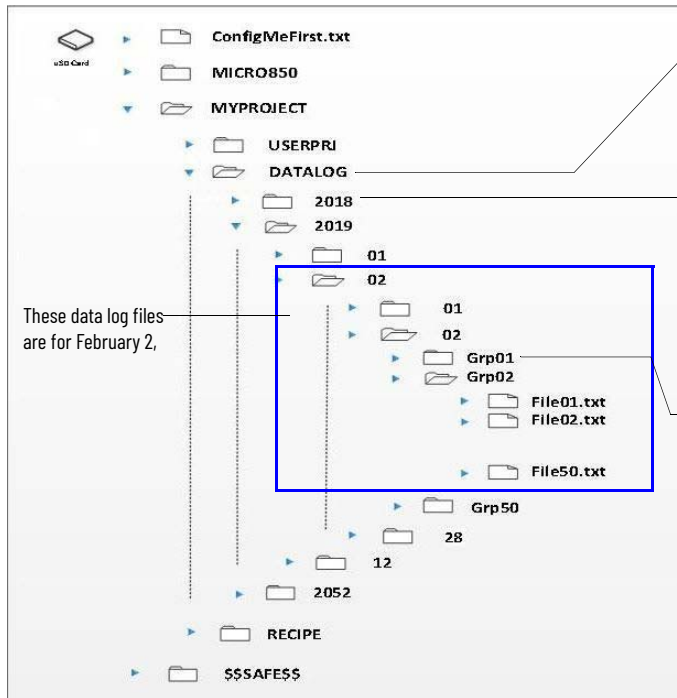 ConfigMeFirst.txt
uSD Card
MICRO850
MYPROJECT
USERPRJ
DATALOG
2018
2019
01
02
These data log files
are for February 2,
01
02
Grp01
Grp02
File01.txt
File02.txt
File50.txt
Grp50
28
12
2052
RECIPE
$$SAFE$$